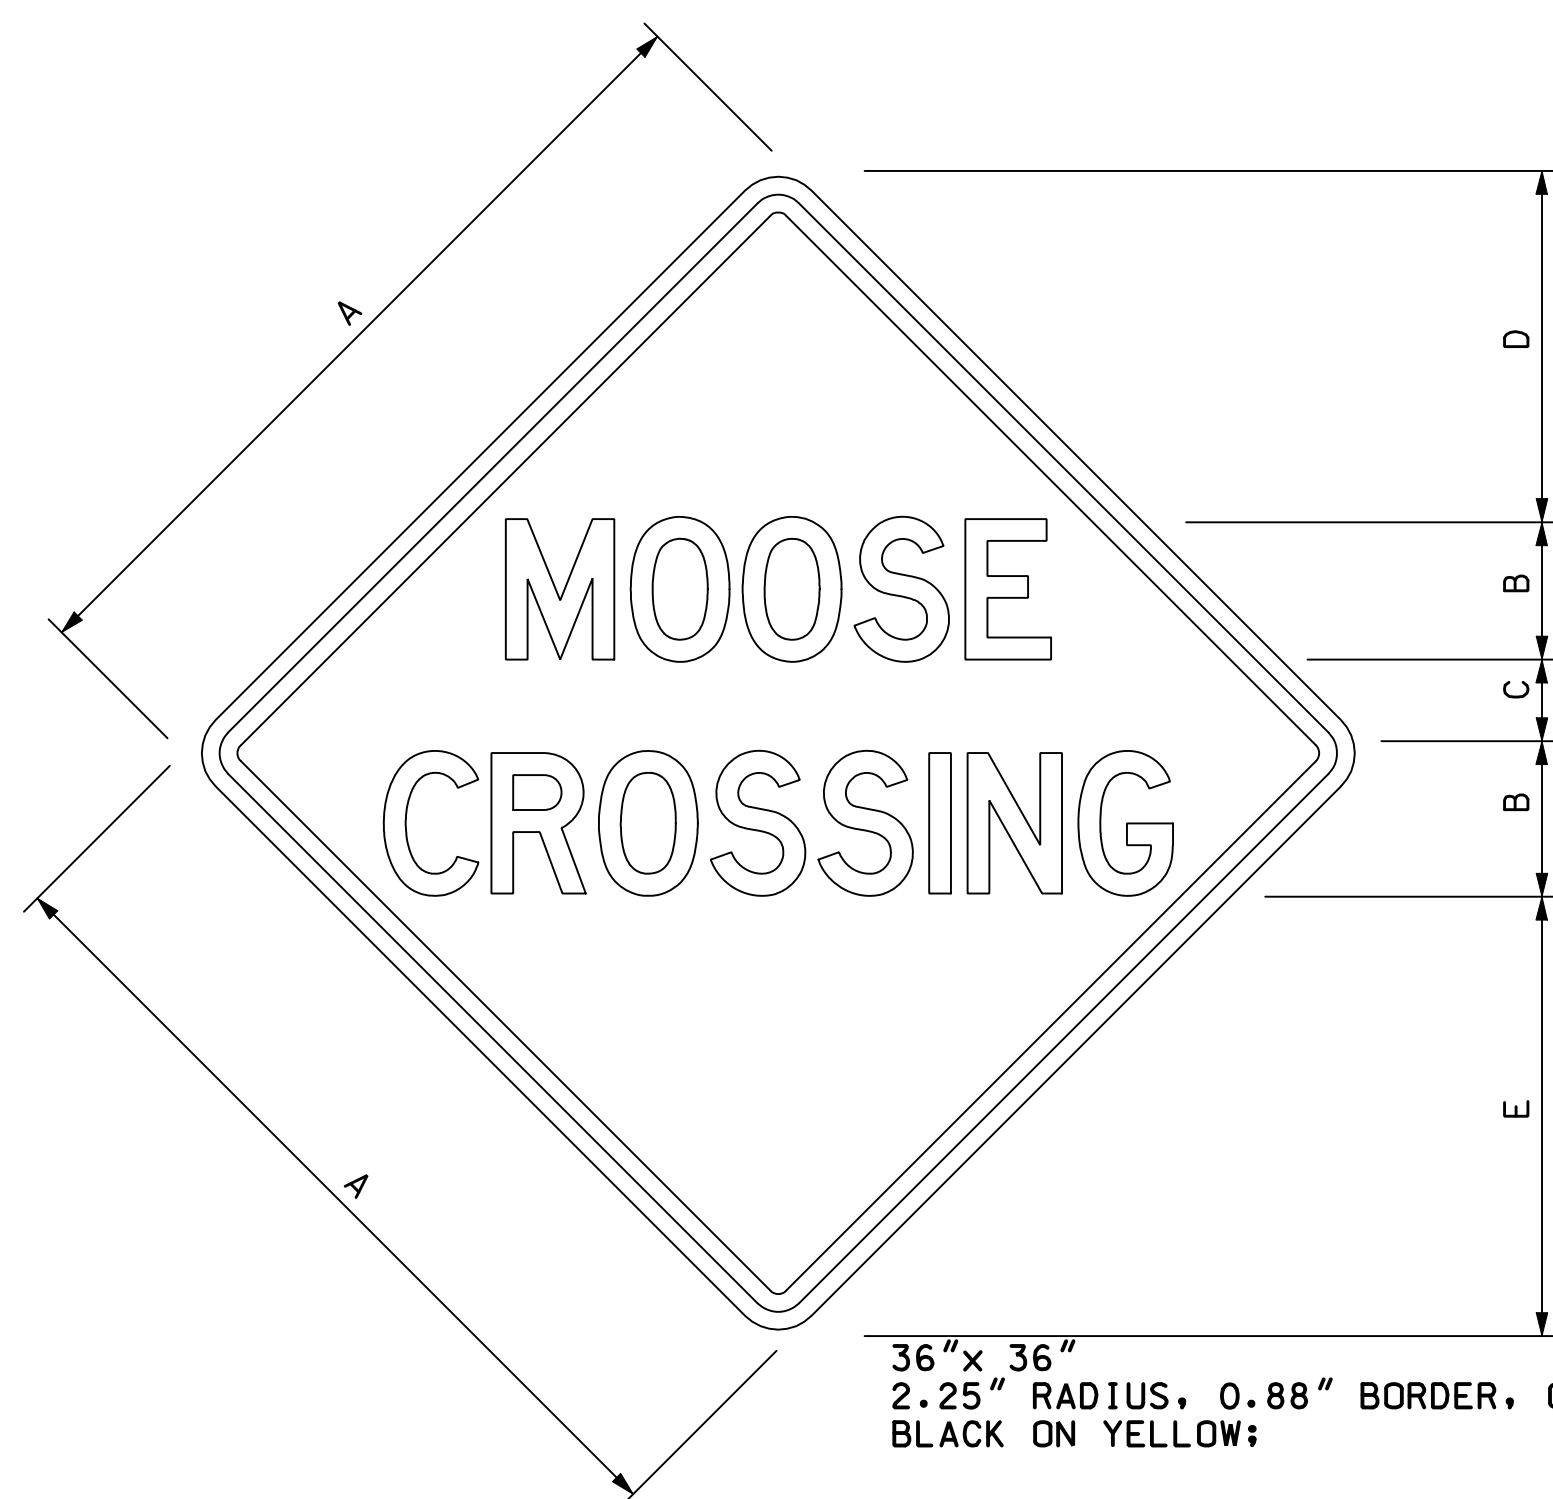 A
D
MOOSE
B
C
CROSSING
B
E
A
36"x 36"
2.25" RADIUS, 0.88" BORDER,
BLACK ON YELLOW;